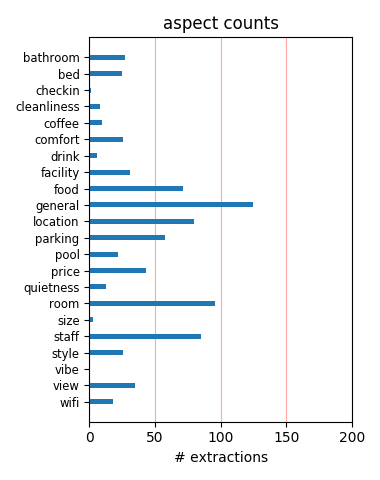 aspect counts
bathroom
bed
checkin
cleanliness
coffee
comfort
drink
facility
food
general
location
parking
pool
price
quietness
room
size
staff
style
vibe
view
wifi
0 50 100 150 200
# extractions